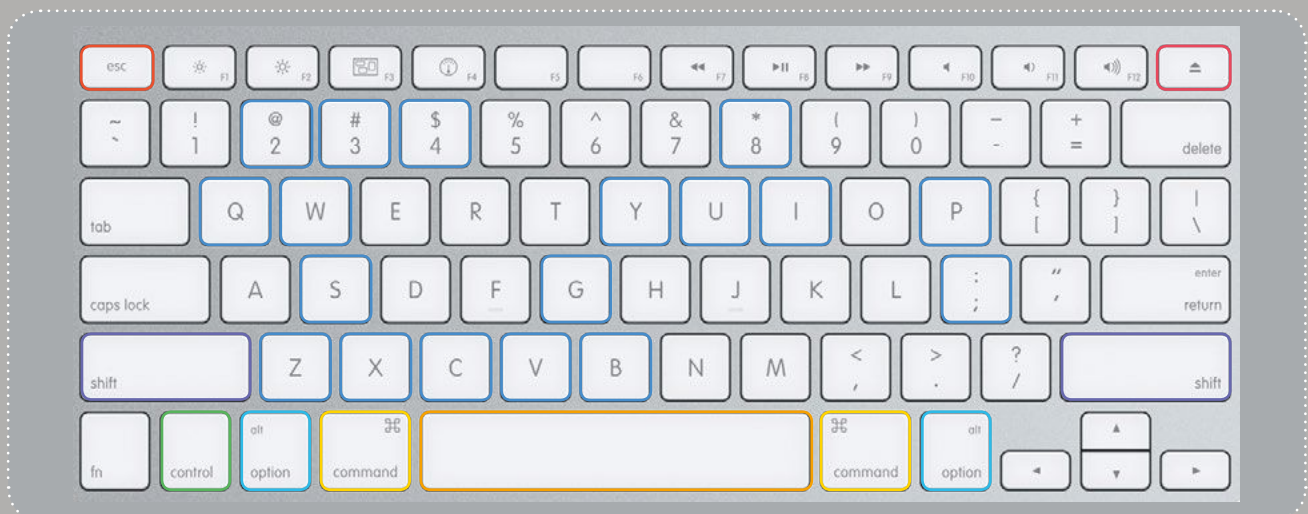 esc F1 F2 F3 F4 F5 F6 F7 F8 F9 F10 F11 F12
~ ! @ # $ % ^ & * ( ) – +
` 1 2 3 4 5 6 7 8 9 0 - = delete
tab Q W E R T Y U I O P { [ } ] | \
caps lock A S D F G H J K L : ; " ' enter return
shift Z X C V B N M < , > . ? / shift
fn control alt option ⌘ command ⌘ command alt option